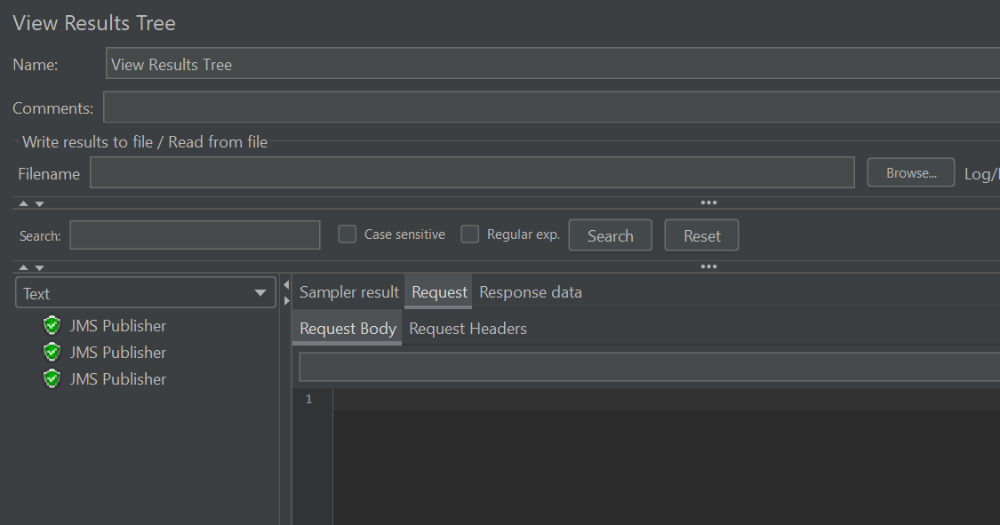 View Results Tree
Name: View Results Tree
Comments:
Write results to file / Read from file
Filename Browse... Log/
Search: Case sensitive Regular exp. Search Reset
Text
Sampler result Request Response data
JMS Publisher
Request Body Request Headers
JMS Publisher
JMS Publisher
1